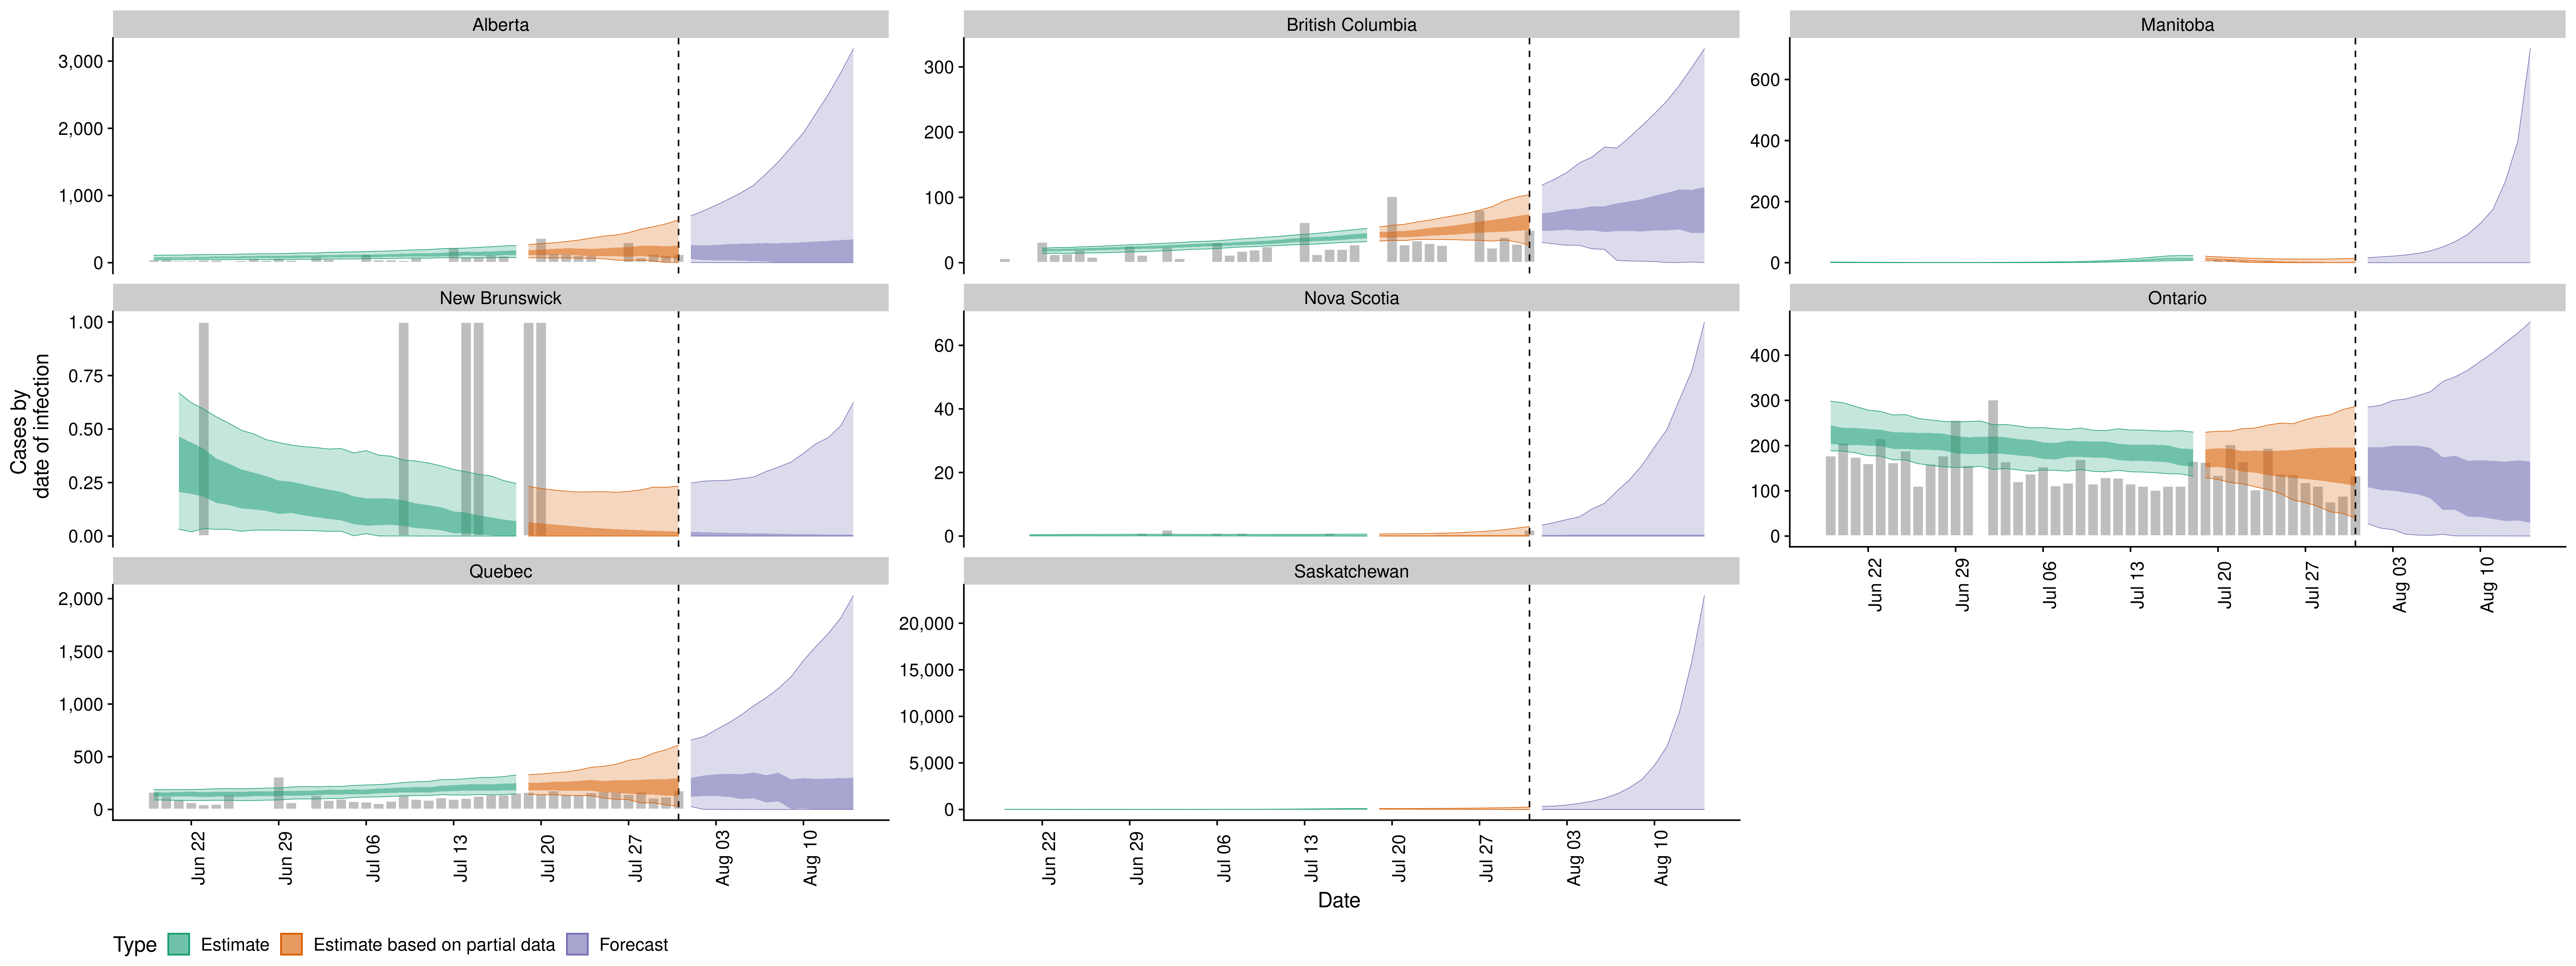 Alberta
British Columbia
Manitoba
3,000
2,000
1,000
0
300
200
100
0
600
400
200
0
New Brunswick
Nova Scotia
Ontario
1.00
0.75
0.50
0.25
0.00
60
40
20
0
400
300
200
100
0
Jun 22
Jun 29
Jul 06
Jul 13
Jul 20
Jul 27
Aug 03
Aug 10
Cases by
date of infection
Quebec
Saskatchewan
2,000
1,500
1,000
500
0
20,000
15,000
10,000
5,000
0
Jun 22
Jun 29
Jul 06
Jul 13
Jul 20
Jul 27
Aug 03
Aug 10
Jun 22
Jun 29
Jul 06
Jul 13
Jul 20
Jul 27
Aug 03
Aug 10
Date
Type Estimate Estimate based on partial data Forecast